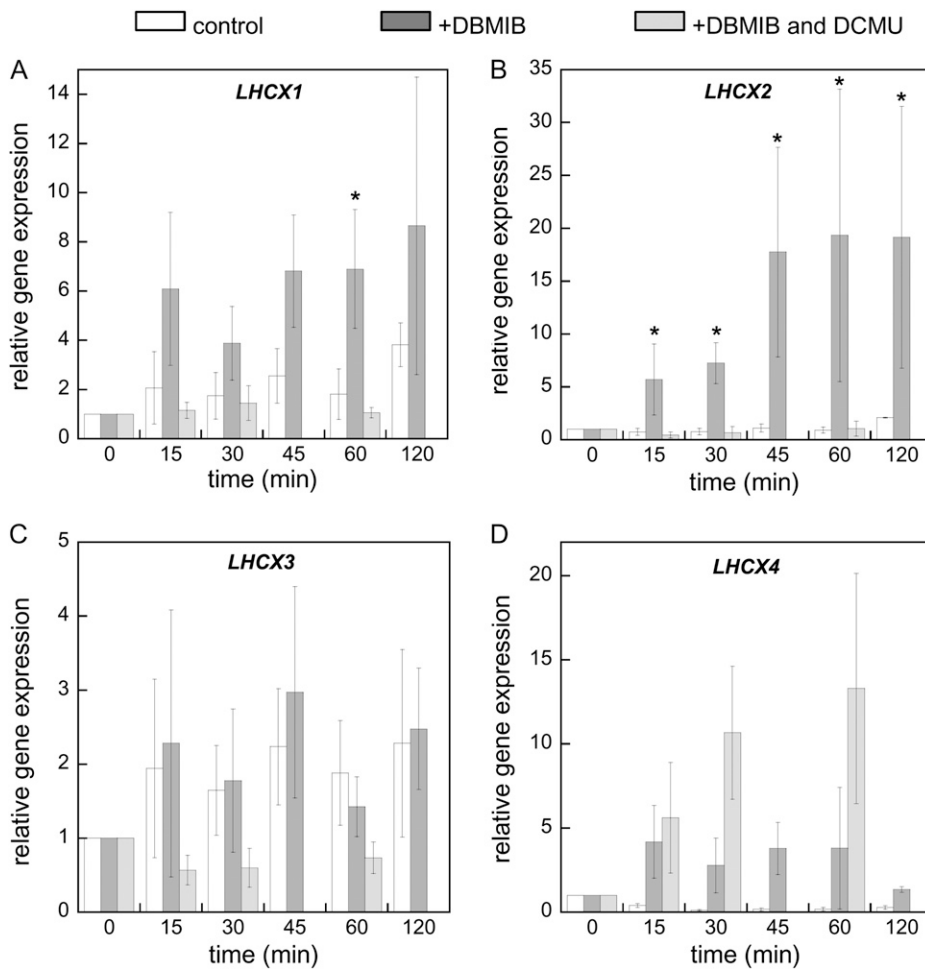 control +DBMIB +DBMIB and DCMU
A
LHCX1
relative gene expression
14
12
10
8
6
4
2
0
*
0 15 30 45 60 120
time (min)
B
LHCX2
relative gene expression
35
30
25
20
15
10
5
0
* * * * *
0 15 30 45 60 120
time (min)
C
LHCX3
relative gene expression
5
4
3
2
1
0
0 15 30 45 60 120
time (min)
D
LHCX4
relative gene expression
20
15
10
5
0
0 15 30 45 60 120
time (min)